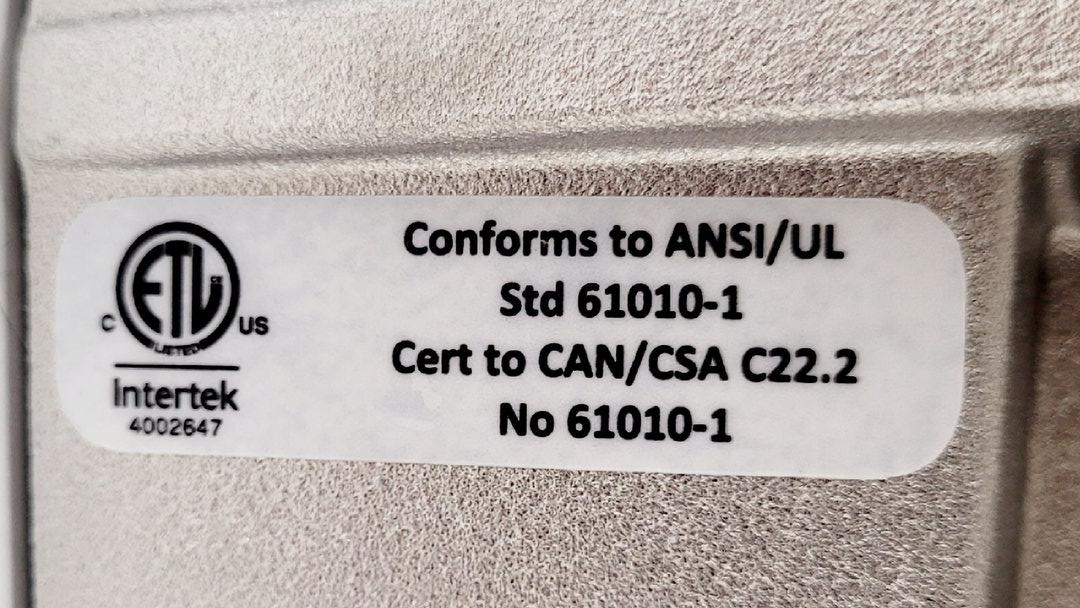 ETL CM
C US
LISTED
Intertek
4002647
Conforms to ANSI/UL
Std 61010-1
Cert to CAN/CSA C22.2
No 61010-1